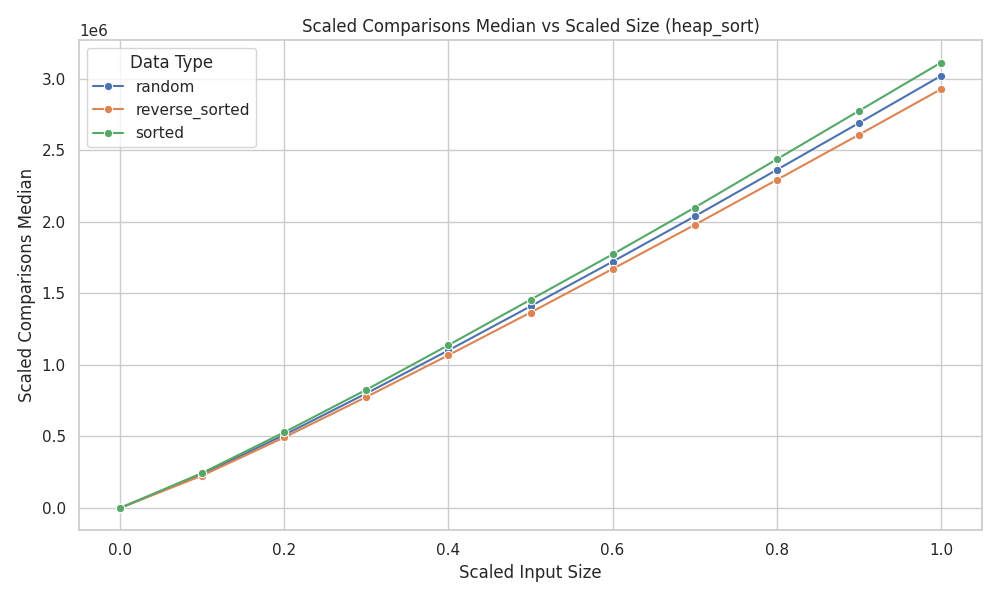 Scaled Comparisons Median vs Scaled Size (heap_sort)
1e6
Data Type
random
reverse_sorted
sorted
Scaled Comparisons Median
3.0
2.5
2.0
1.5
1.0
0.5
0.0
0.0 0.2 0.4 0.6 0.8 1.0
Scaled Input Size